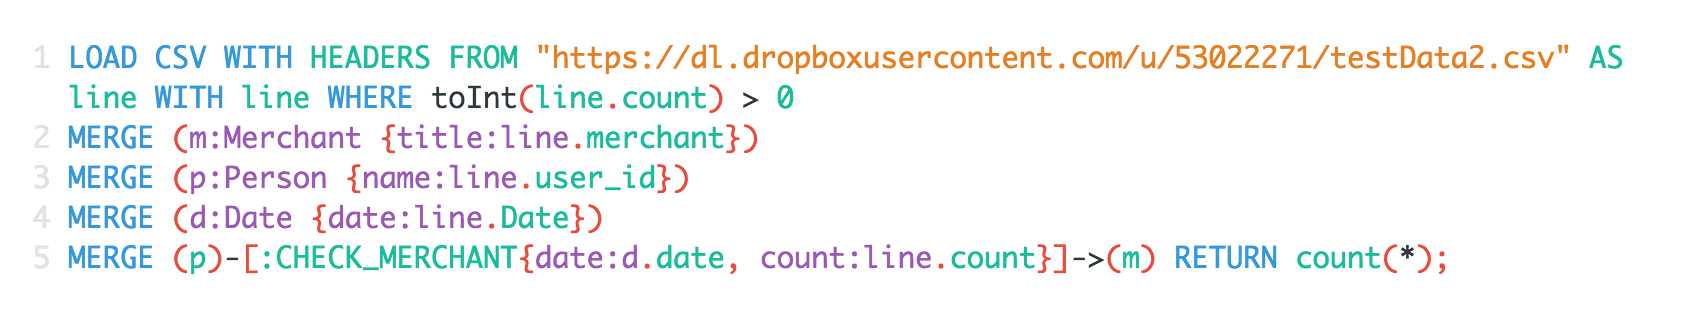 1 LOAD CSV WITH HEADERS FROM "https://dl.dropboxusercontent.com/u/53022271/testData2.csv" AS
line WITH line WHERE toInt(line.count) > 0
2 MERGE (m:Merchant {title:line.merchant})
3 MERGE (p:Person {name:line.user_id})
4 MERGE (d:Date {date:line.Date})
5 MERGE (p)-[:CHECK_MERCHANT{date:d.date, count:line.count}]->(m) RETURN count(*);